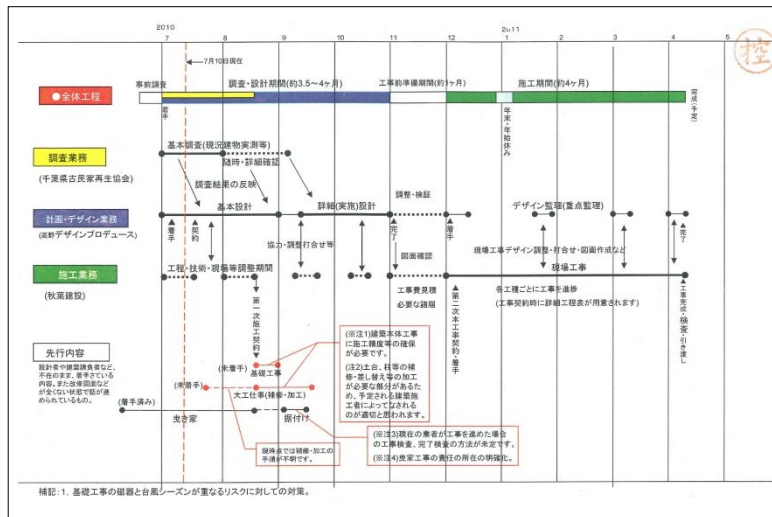 2010
7
8
9
10
11
12
2011
1
2
3
4
5
控
7月10日現在
事前調査
調査・設計期間(約3.5~4ヶ月)
工事前準備期間(約1ヶ月)
施工期間(約4ヶ月)
●全体工程
着手
年末・年始休み
完成(予定)
調査業務
(千葉県古民家再生協会)
基本調査(現況建物実測等)
随時・詳細確認
調査結果の反映
調整・検証
計画・デザイン業務
(高野デザインプロデュース)
基本設計
詳細(実施)設計
デザイン監理(重点監理)
▲着手
▲契約
▲完了
▲着手
▲完了
協力・調整打合せ等
図面確認
現場工事デザイン調整・打合せ・図面作成など
施工業務
(秋葉建設)
工程・技術・現場等調整期間
現場工事
第一次施工契約
工事費見積
必要な諸届
▲第二次本工事契約・着手
各工種ごとに工事を進捗
(工事契約時に詳細工程表が用意されます)
▲工事完成・検査・引き渡し
先行内容
設計者や建築請負者など、
不在のまま、着手さている
内容。また改修図面など
が全くない状態で話が進
められているもの。
(未着手)
基礎工事
(未着手)
大工仕事(補修・加工)
(着手済み)
曳き家
据付け
(※注1)建築本体工事
に施工精度等の確保
が必要です。
(注2)土台、柱等の補
修・差し替え等の加工
が必要な部分があるた
め、予定される建築施
工者によってなされるの
が適切と思われます。
(※注3)現在の業者が工事を進めた場合
の工事検査、完了検査の方法が未定です。
(※注4)曳家工事の責任の所在の明確化。
現時点では補修・加工の
手順が不明です。
補記:1. 基礎工事の磁器と台風シーズンが重なるリスクに対しての対策。